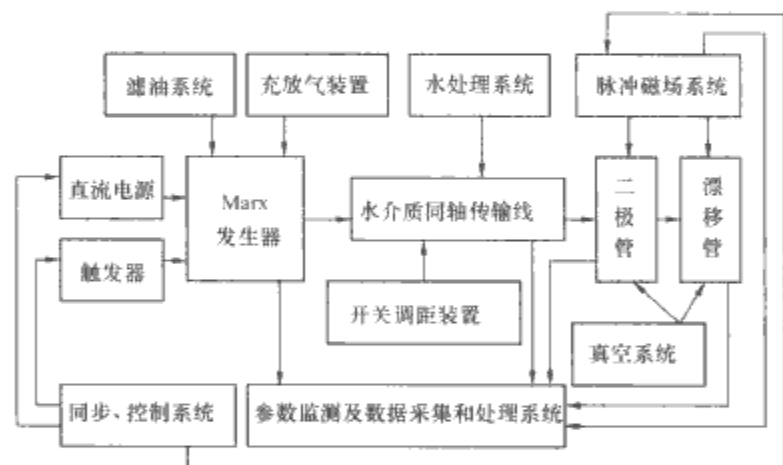 滤油系统
充放气装置
水处理系统
脉冲磁场系统
直流电源
Marx
发生器
水介质同轴传输线
二极管
漂移管
触发器
开关调距装置
真空系统
同步、控制系统
参数监测及数据采集和处理系统